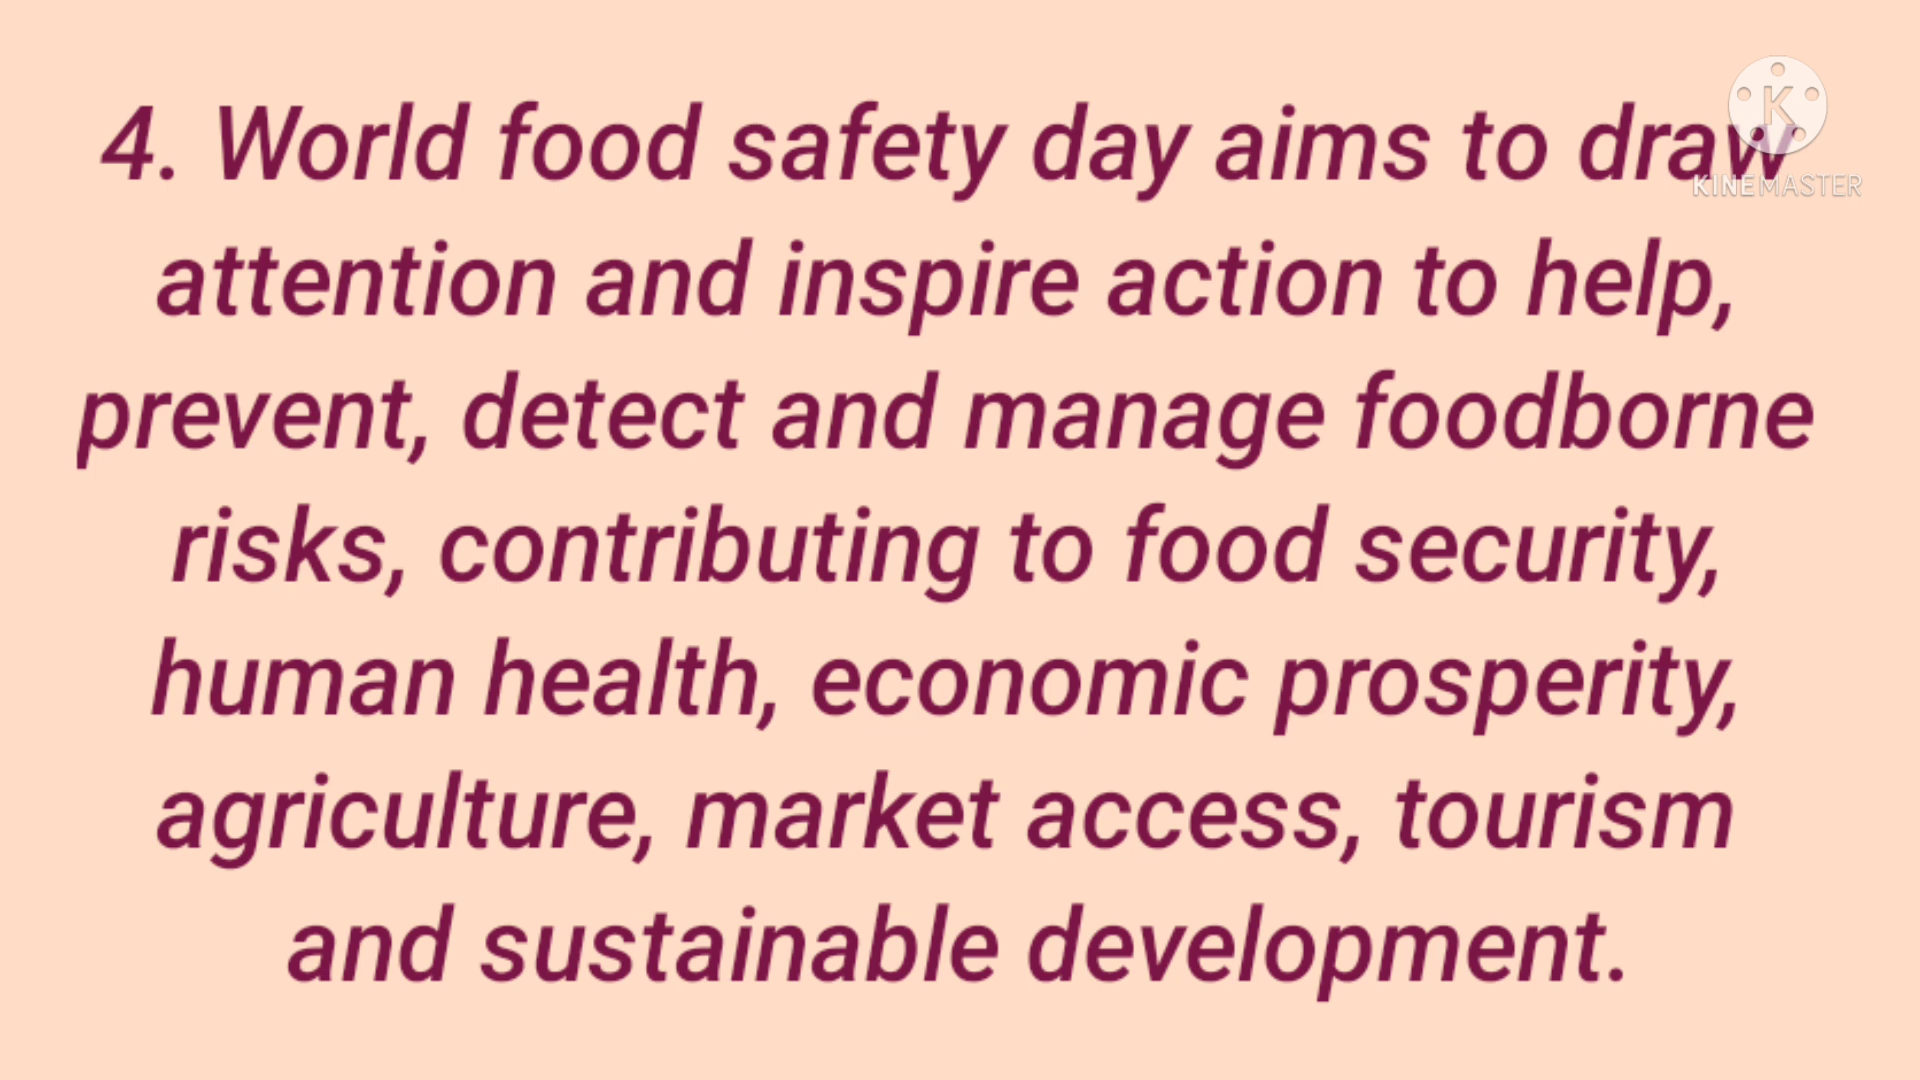 4. World food safety day aims to draw
KINEMASTER
attention and inspire action to help,
prevent, detect and manage foodborne
risks, contributing to food security,
human health, economic prosperity,
agriculture, market access, tourism
and sustainable development.